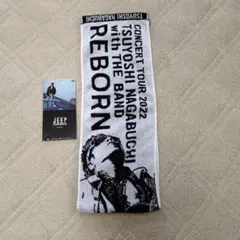 TSUYOSHI NAGABUCHI
CONCERT TOUR 2022
TSUYOSHI NAGABUCHI
with THE BAND
REBORN
JEEP